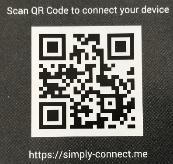 Scan QR Code to connect your device
https://simply-connect.me